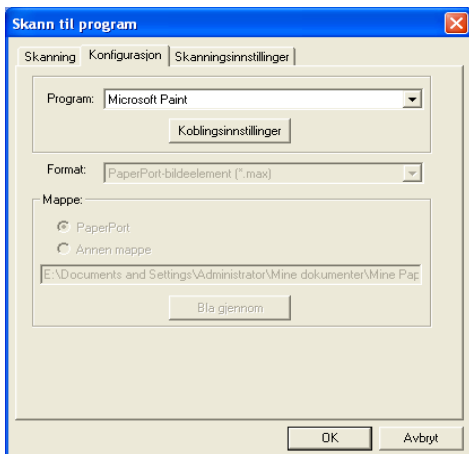 Skann til program
Skanning Konfigurasjon Skanningsinnstillinger
Program: Microsoft Paint
Koblingsinnstillinger
Format: PaperPort-bildeelement (*.max)
Mappe:
PaperPort
Annen mappe
E:\Documents and Settings\Administrator\Mine dokumenter\Mine Pap
Bla gjennom
OK Avbryt